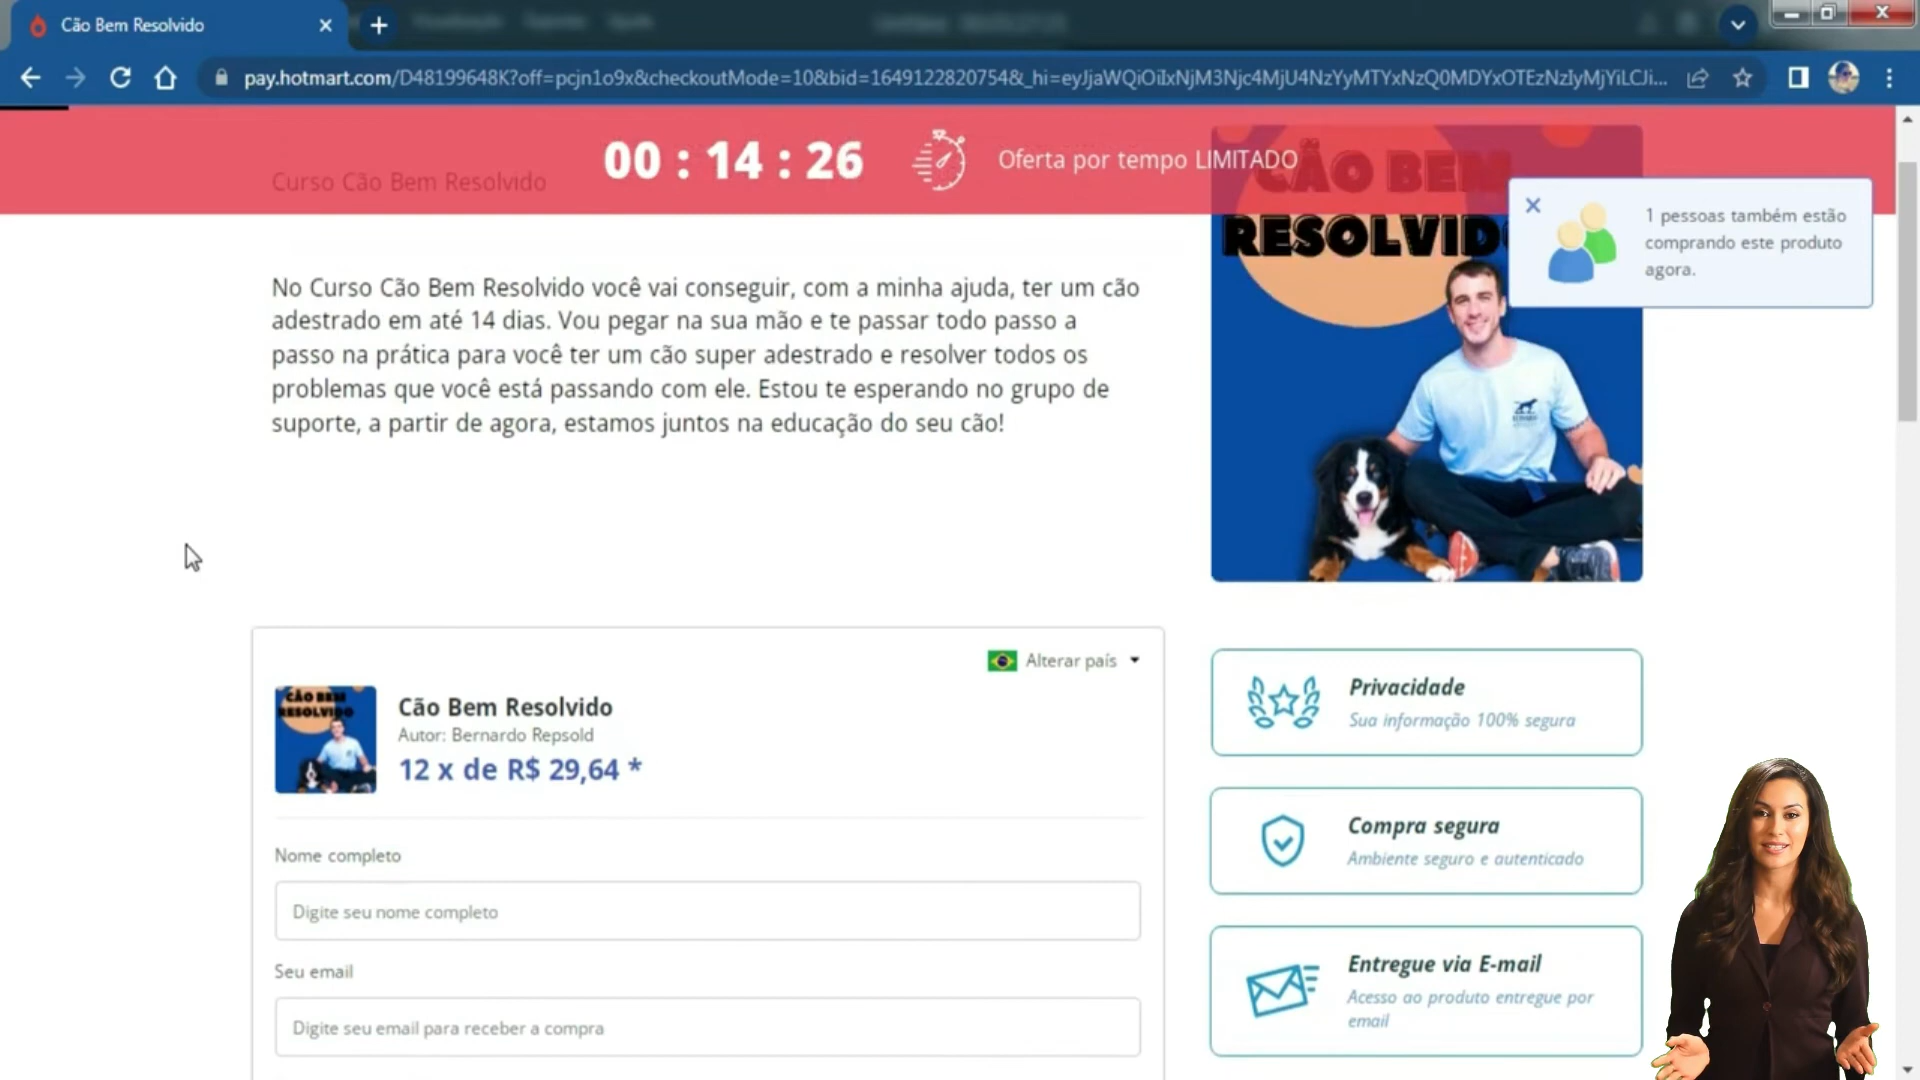 Cão Bem Resolvido
pay.hotmart.com/D48199648K?off=pcjn1o9x&checkoutMode=10&bid=1649122820754&_hi=eyJjaWQiOiIxNjM3Njc4MjU4NzYyMTYxNzQ0MDYxOTEzNzIyMjYiLCJi...
00 : 14 : 26
Oferta por tempo LIMITADO
Curso Cão Bem Resolvido
CÃO BEM
RESOLVIDO
1 pessoas também estão
comprando este produto
agora.
No Curso Cão Bem Resolvido você vai conseguir, com a minha ajuda, ter um cão
adestrado em até 14 dias. Vou pegar na sua mão e te passar todo passo a
passo na prática para você ter um cão super adestrado e resolver todos os
problemas que você está passando com ele. Estou te esperando no grupo de
suporte, a partir de agora, estamos juntos na educação do seu cão!
Alterar país
CÃO BEM
RESOLVIDO
Cão Bem Resolvido
Autor: Bernardo Repsold
12 x de R$ 29,64 *
Nome completo
Digite seu nome completo
Seu email
Digite seu email para receber a compra
Privacidade
Sua informação 100% segura
Compra segura
Ambiente seguro e autenticado
Entregue via E-mail
Acesso ao produto entregue por
email